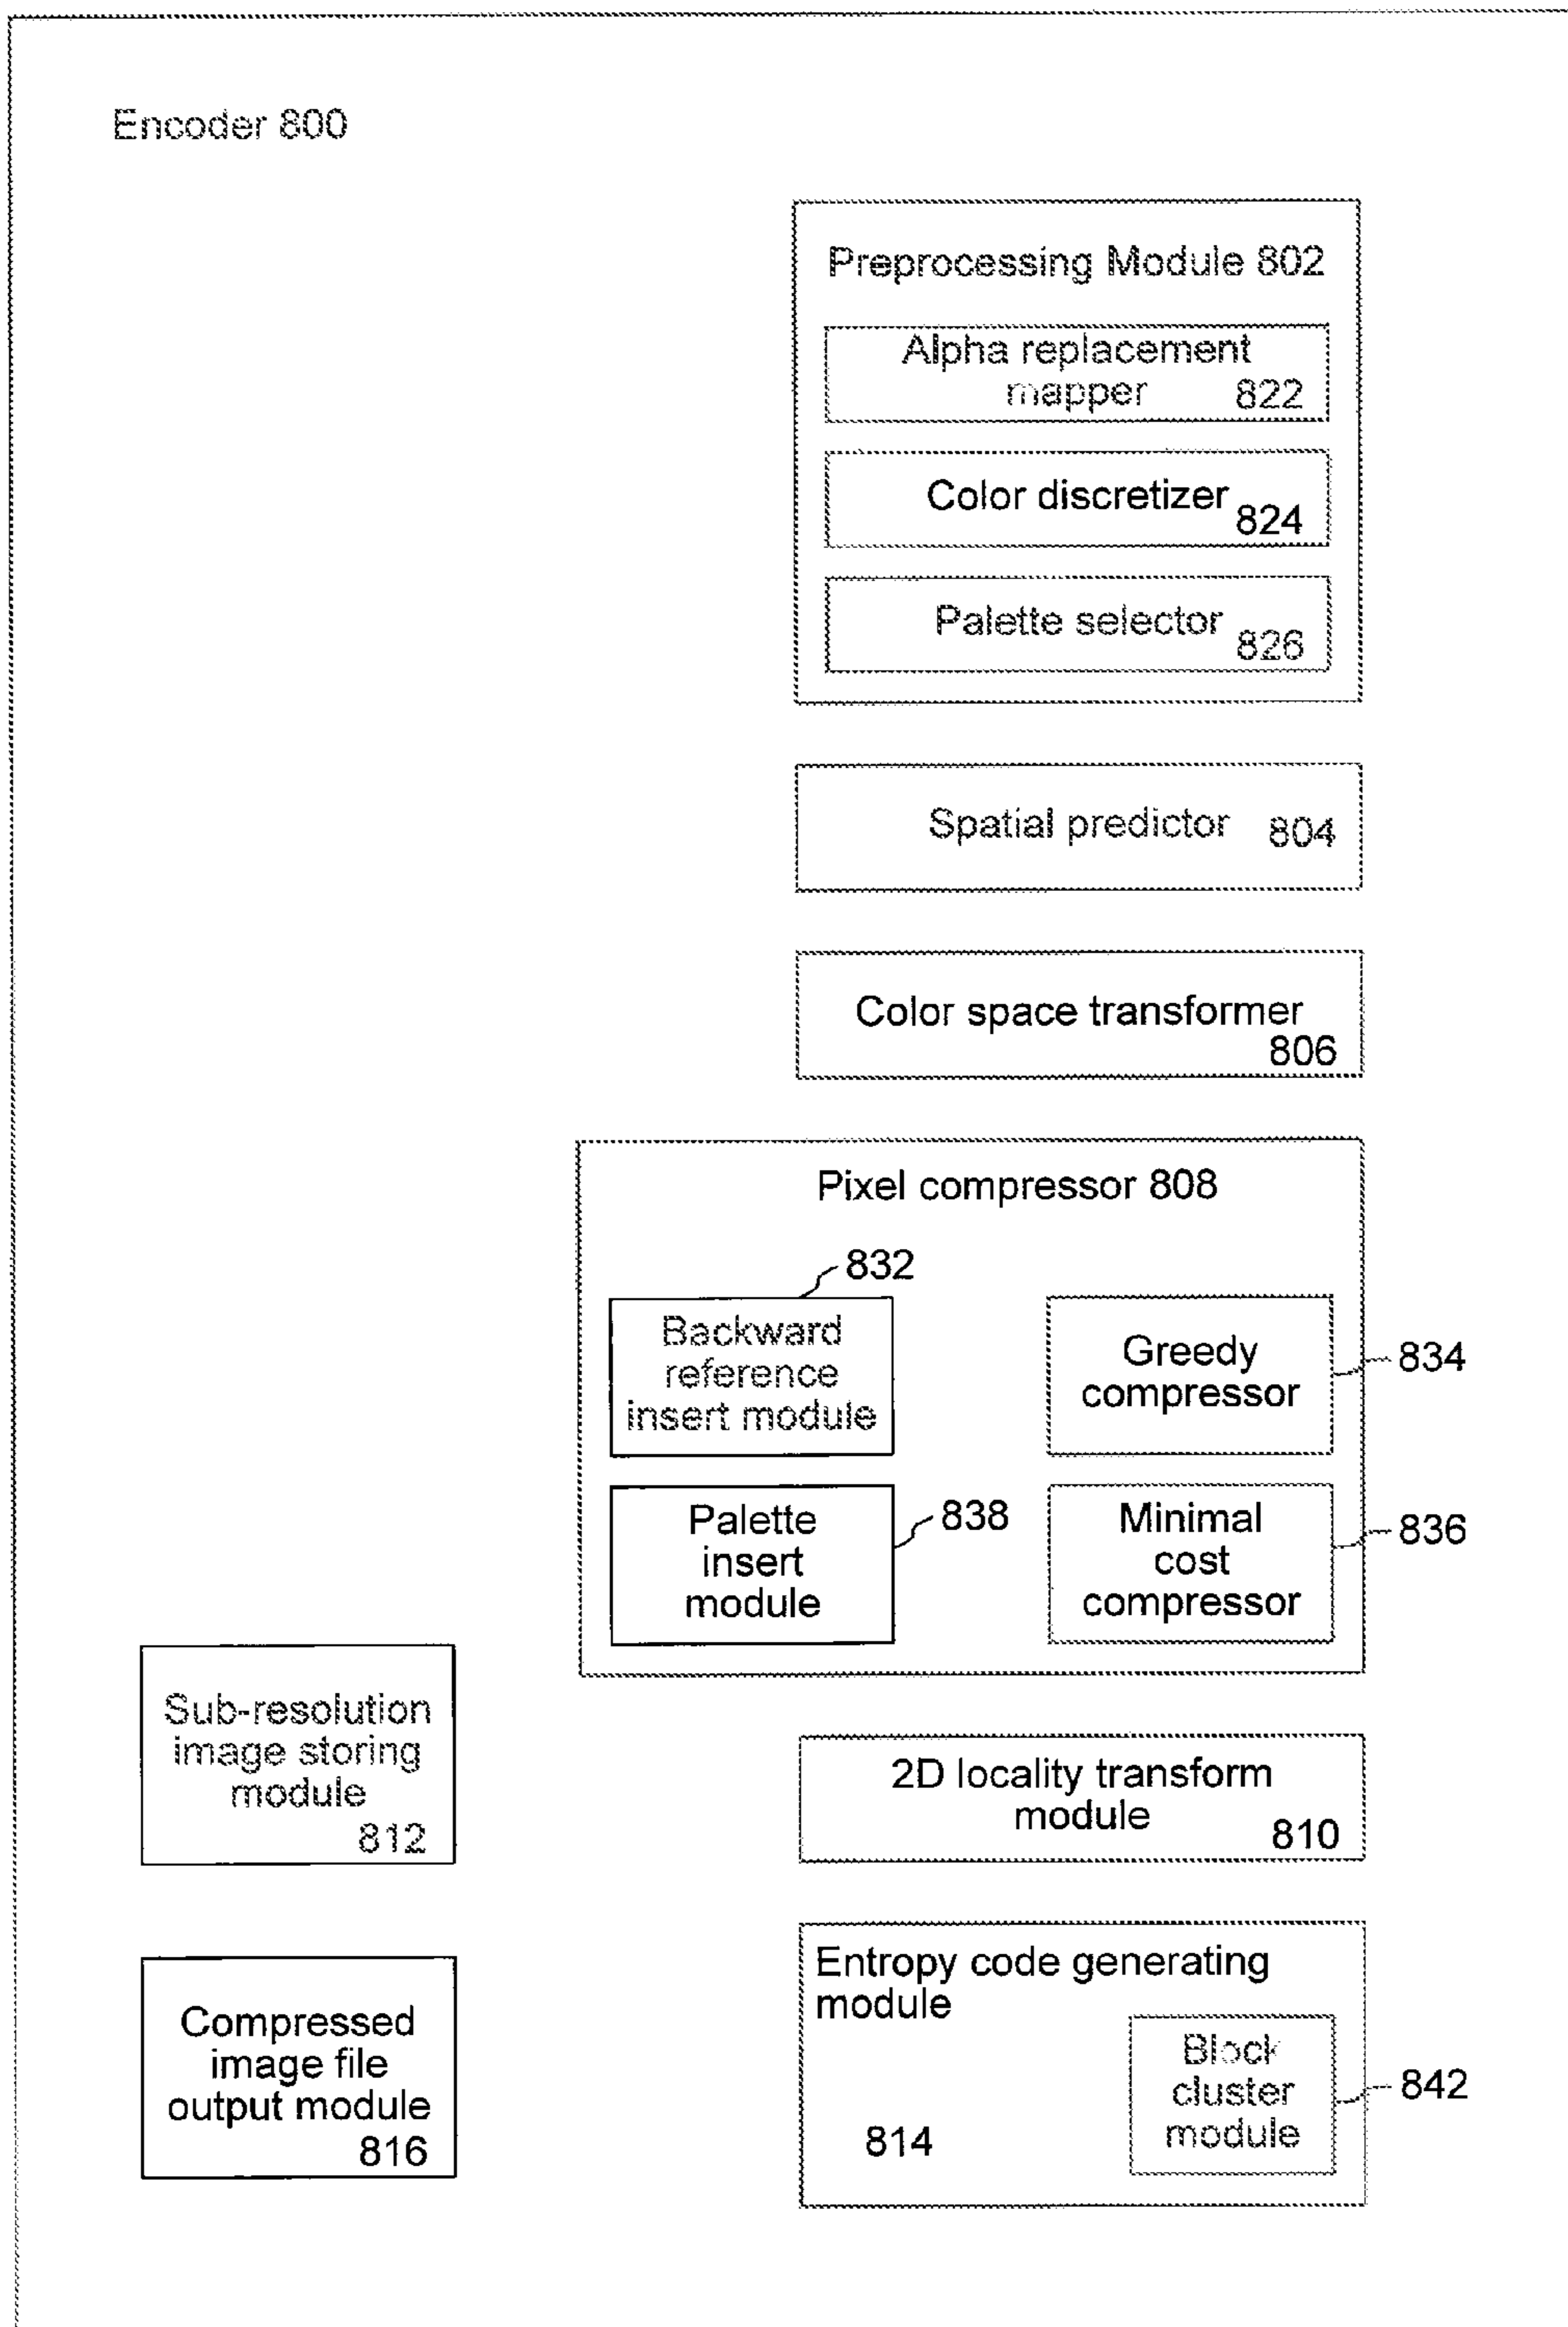 Encoder 800
Preprocessing Module 802
Alpha replacement
mapper 822
Color discretizer
824
Palette selector
826
Spatial predictor 804
Color space transformer
806
Pixel compressor 808
832
Backward
reference
insert module
Greedy
compressor
834
Palette
insert
module
838
Minimal
cost
compressor
836
Sub-resolution
image storing
module
812
2D locality transform
module
810
Compressed
image file
output module
816
Entropy code generating
module
814
Block
cluster
module
842